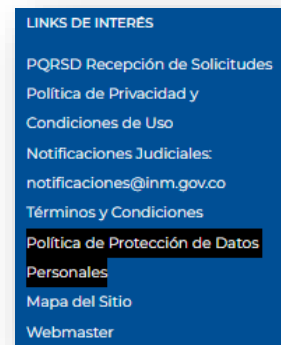 LINKS DE INTERÉS
PQRSD Recepción de Solicitudes
Política de Privacidad y
Condiciones de Uso
Notificaciones Judiciales:
notificaciones@inm.gov.co
Términos y Condiciones
Política de Protección de Datos
Personales
Mapa del Sitio
Webmaster